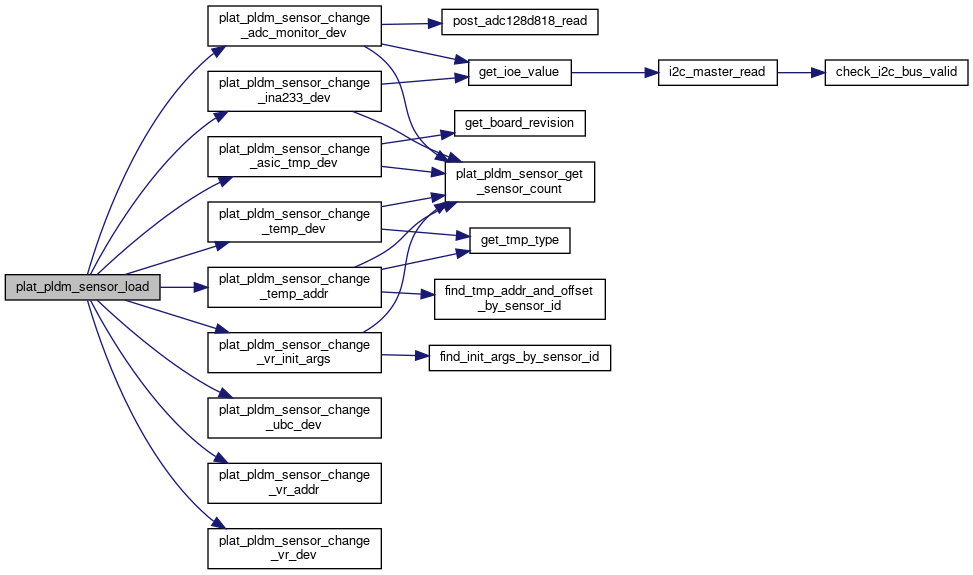 plat_pldm_sensor_load
plat_pldm_sensor_change
_adc_monitor_dev
plat_pldm_sensor_change
_ina233_dev
plat_pldm_sensor_change
_asic_tmp_dev
plat_pldm_sensor_change
_temp_dev
plat_pldm_sensor_change
_temp_addr
plat_pldm_sensor_change
_vr_init_args
plat_pldm_sensor_change
_ubc_dev
plat_pldm_sensor_change
_vr_addr
plat_pldm_sensor_change
_vr_dev
post_adc128d818_read
get_ioe_value
get_board_revision
plat_pldm_sensor_get
_sensor_count
get_tmp_type
find_tmp_addr_and_offset
_by_sensor_id
find_init_args_by_sensor_id
i2c_master_read
check_i2c_bus_valid